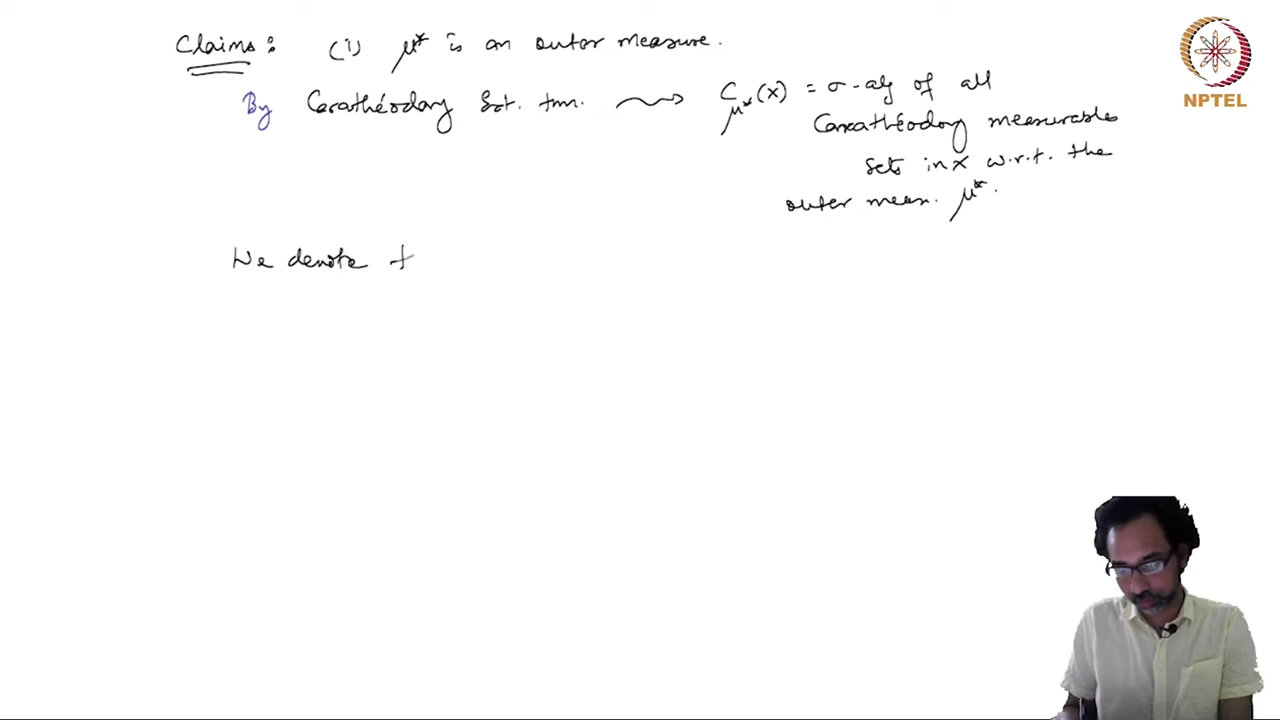 Claims: (i) μ* is an outer measure.
By Carathéodory Ext. thm. ⇝ C_μ*(X) = σ-alg of all
Carathéodory measurable
sets in X w.r.t. the
outer meas. μ*.
We denote t
NPTEL